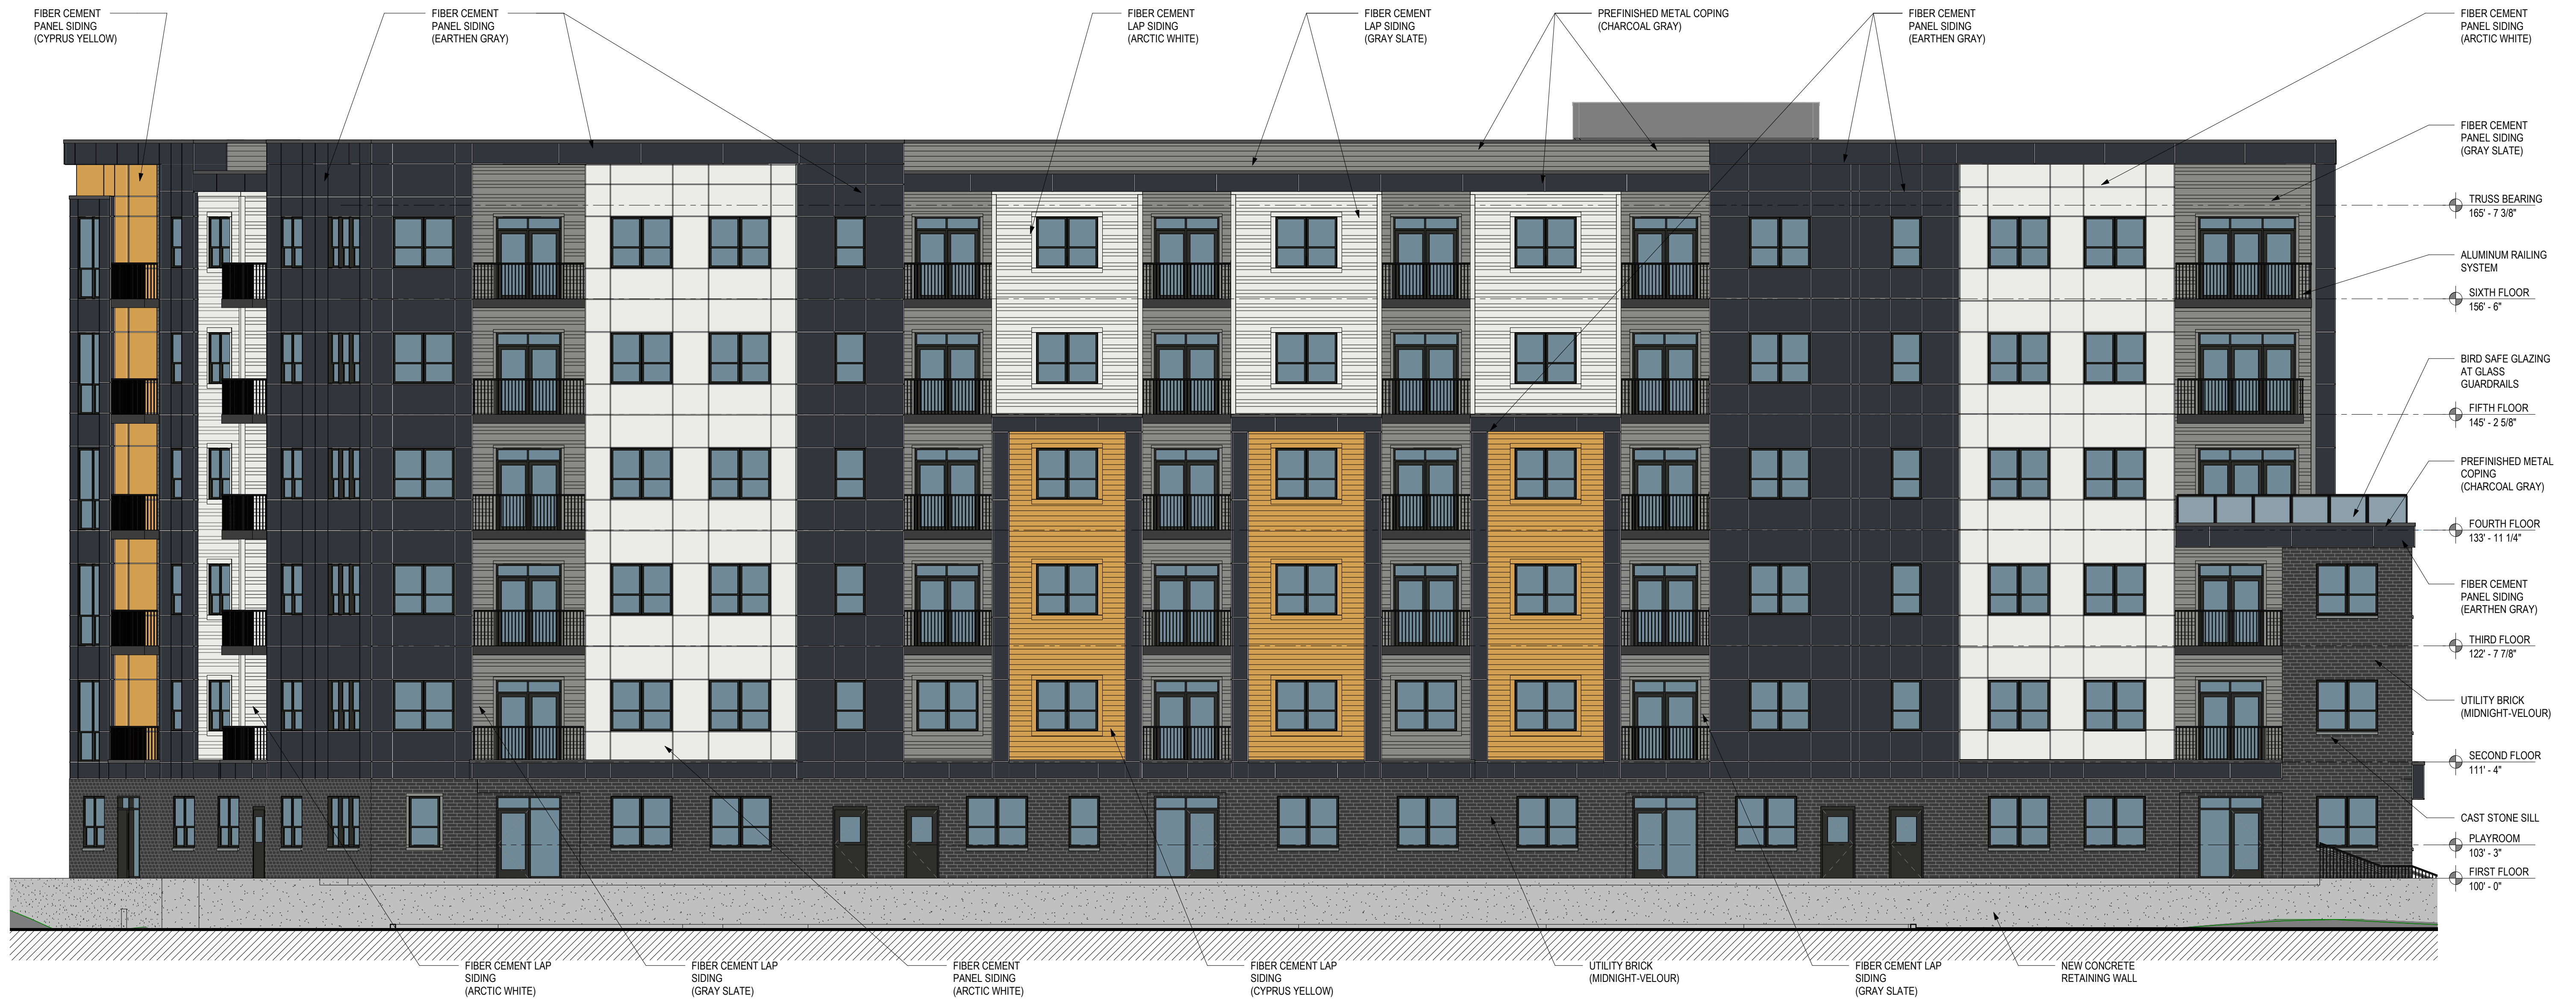 FIBER CEMENT
PANEL SIDING
(CYPRUS YELLOW)
FIBER CEMENT
PANEL SIDING
(EARTHEN GRAY)
FIBER CEMENT
LAP SIDING
(ARCTIC WHITE)
FIBER CEMENT
LAP SIDING
(GRAY SLATE)
PREFINISHED METAL COPING
(CHARCOAL GRAY)
FIBER CEMENT
PANEL SIDING
(EARTHEN GRAY)
FIBER CEMENT
PANEL SIDING
(ARCTIC WHITE)
FIBER CEMENT
PANEL SIDING
(GRAY SLATE)
TRUSS BEARING
165' - 7 3/8"
ALUMINUM RAILING
SYSTEM
SIXTH FLOOR
156' - 6"
BIRD SAFE GLAZING
AT GLASS
GUARDRAILS
FIFTH FLOOR
145' - 2 5/8"
PREFINISHED METAL
COPING
(CHARCOAL GRAY)
FOURTH FLOOR
133' - 11 1/4"
FIBER CEMENT
PANEL SIDING
(EARTHEN GRAY)
THIRD FLOOR
122' - 7 7/8"
UTILITY BRICK
(MIDNIGHT-VELOUR)
SECOND FLOOR
111' - 4"
CAST STONE SILL
PLAYROOM
103' - 3"
FIRST FLOOR
100' - 0"
FIBER CEMENT LAP
SIDING
(ARCTIC WHITE)
FIBER CEMENT LAP
SIDING
(GRAY SLATE)
FIBER CEMENT
PANEL SIDING
(ARCTIC WHITE)
FIBER CEMENT LAP
SIDING
(CYPRUS YELLOW)
UTILITY BRICK
(MIDNIGHT-VELOUR)
FIBER CEMENT LAP
SIDING
(GRAY SLATE)
NEW CONCRETE
RETAINING WALL